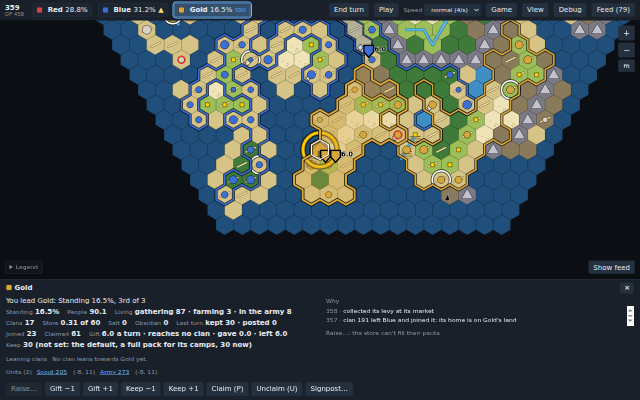 359
OF 458
Red 28.8%
Blue 31.2% ▲
Gold 16.5% YOU
End turn
Play
Speed normal (4/s)
Game
View
Debug
Feed (79)
+
−
fit
6.0
Legend
Show feed
Gold
×
You lead Gold: Standing 16.5%, 3rd of 3
Standing 16.5% People 90.1 Living gathering 87 · farming 3 · in the army 8
Clans 17 Store 0.31 of 60 Salt 0 Obsidian 0 Last turn kept 30 · posted 0
Joined 23 Claimed 61 Gift 6.0 a turn · reaches no clan · gave 0.0 · left 6.0
Keep 30 (not set: the default, a full pack for its camps, 30 now)
Leaning clans No clan leans towards Gold yet.
Units (2) Scout 205 (-8, 11) Army 273 (-8, 11)
Why
358 · collected its levy at its market
357 · clan 191 left Blue and joined it: its home is on Gold's land
Raise…: the store can't fill their packs
Raise…
Gift −1
Gift +1
Keep −1
Keep +1
Claim (P)
Unclaim (U)
Signpost…